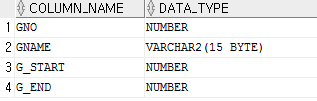 COLUMN_NAME DATA_TYPE
1 GNO NUMBER
2 GNAME VARCHAR2(15 BYTE)
3 G_START NUMBER
4 G_END NUMBER